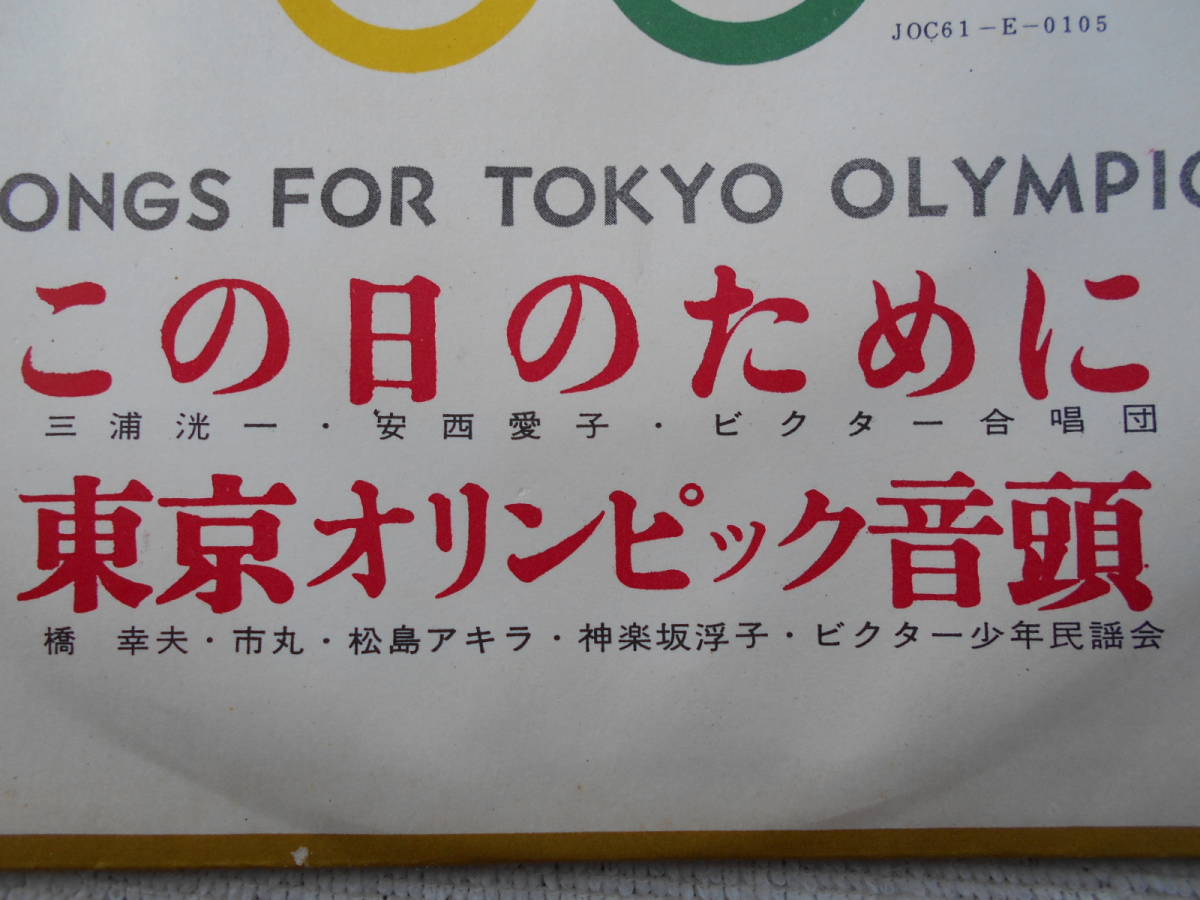 JOC61-E-0105
ONGS FOR TOKYO OLYMPIC
この日のために
三浦洸一・安西愛子・ビクター合唱団
東京オリンピック音頭
橋 幸夫・市丸・松島アキラ・神楽坂浮子・ビクター少年民謡会